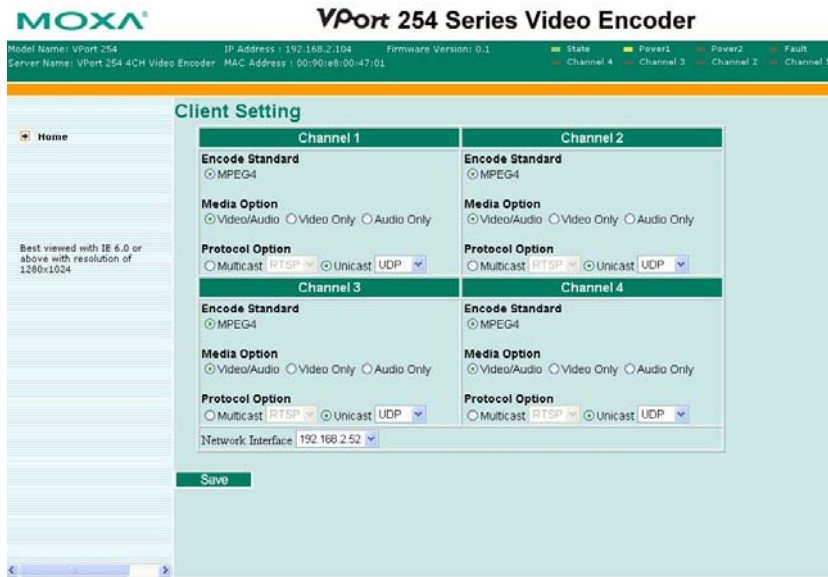 MOXA
VPort 254 Series Video Encoder
Model Name: VPort 254 IP Address : 192.168.2.104 Firmware Version: 0.1 State Power1 Power2 Fault
Server Name: VPort 254 4CH Video Encoder MAC Address : 00:90:e8:00:47:01 Channel 4 Channel 3 Channel 2 Channel 1
Home
Best viewed with IE 6.0 or
above with resolution of
1280x1024
Client Setting
Channel 1 Channel 2
Encode Standard Encode Standard
MPEG4 MPEG4
Media Option Media Option
Video/Audio Video Only Audio Only Video/Audio Video Only Audio Only
Protocol Option Protocol Option
Multicast RTSP Unicast UDP Multicast RTSP Unicast UDP
Channel 3 Channel 4
Encode Standard Encode Standard
MPEG4 MPEG4
Media Option Media Option
Video/Audio Video Only Audio Only Video/Audio Video Only Audio Only
Protocol Option Protocol Option
Multicast RTSP Unicast UDP Multicast RTSP Unicast UDP
Network Interface 192.168.2.52
Save